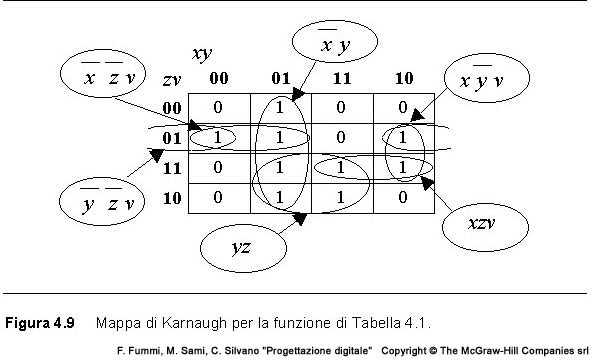 x̅ y
xy
x̅ z̅ v
zv 00 01 11 10
x y̅ v
00 0 1 0 0
01 1 1 0 1
11 0 1 1 1
10 0 1 1 0
y̅ z̅ v
xzv
yz
Figura 4.9 Mappa di Karnaugh per la funzione di Tabella 4.1.
F. Fummi, M. Sami, C. Silvano "Progettazione digitale" Copyright © The McGraw-Hill Companies srl